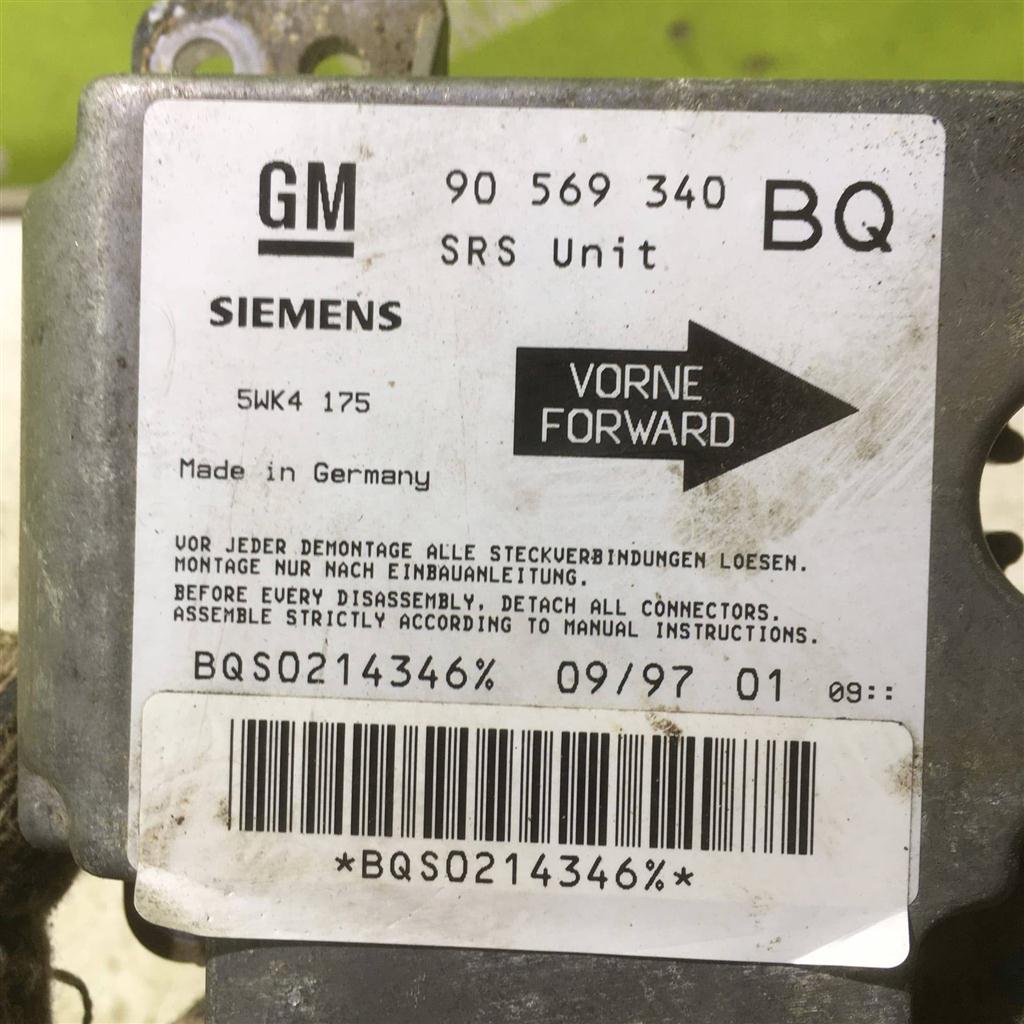 GM 90 569 340 BQ
SRS Unit
SIEMENS
5WK4 175
VORNE
FORWARD
Made in Germany
VOR JEDER DEMONTAGE ALLE STECKVERBINDUNGEN LOESEN.
MONTAGE NUR NACH EINBAUANLEITUNG.
BEFORE EVERY DISASSEMBLY, DETACH ALL CONNECTORS.
ASSEMBLE STRICTLY ACCORDING TO MANUAL INSTRUCTIONS.
BQS0214346% 09/97 01 09::
*BQS0214346%*